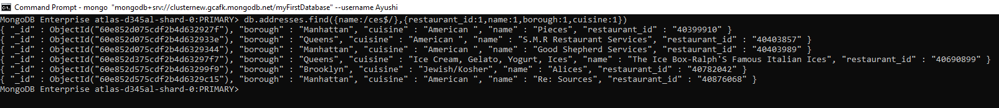 Command Prompt - mongo "mongodb+srv://clusternew.gcafk.mongodb.net/myFirstDatabase" --username Ayushi
MongoDB Enterprise atlas-d345al-shard-0:PRIMARY> db.addresses.find({name:/ces$/},{restaurant_id:1,name:1,borough:1,cuisine:1})
{ "_id" : ObjectId("60e852d075cdf2b4d632927f"), "borough" : "Manhattan", "cuisine" : "American ", "name" : "Pieces", "restaurant_id" : "40399910" }
{ "_id" : ObjectId("60e852d075cdf2b4d632933e"), "borough" : "Queens", "cuisine" : "American ", "name" : "S.M.R Restaurant Services", "restaurant_id" : "40403857" }
{ "_id" : ObjectId("60e852d175cdf2b4d6329344"), "borough" : "Manhattan", "cuisine" : "American ", "name" : "Good Shepherd Services", "restaurant_id" : "40403989" }
{ "_id" : ObjectId("60e852d375cdf2b4d63297f7"), "borough" : "Queens", "cuisine" : "Ice Cream, Gelato, Yogurt, Ices", "name" : "The Ice Box-Ralph'S Famous Italian Ices", "restaurant_id" : "40690899" }
{ "_id" : ObjectId("60e852d575cdf2b4d63299f9"), "borough" : "Brooklyn", "cuisine" : "Jewish/Kosher", "name" : "Alices", "restaurant_id" : "40782042" }
{ "_id" : ObjectId("60e852d575cdf2b4d6329c15"), "borough" : "Manhattan", "cuisine" : "American ", "name" : "Re: Sources", "restaurant_id" : "40876068" }
MongoDB Enterprise atlas-d345al-shard-0:PRIMARY>